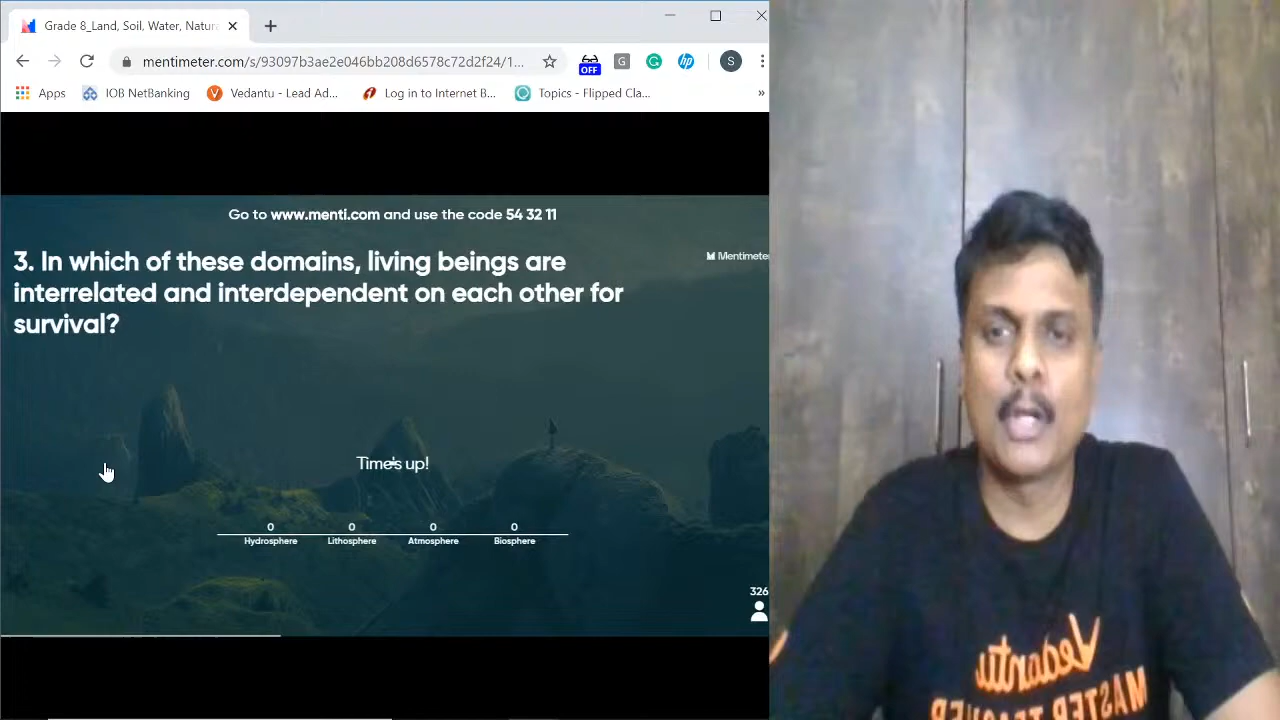 Grade 8_Land, Soil, Water, Natur
mentimeter.com/s/93097b3ae2e046bb208d6578c72d2f24/1...
OFF
G
hp
S
Apps
IOB NetBanking
Vedantu - Lead Ad...
Log in to Internet B...
Topics - Flipped Cla...
»
Go to www.menti.com and use the code 54 32 11
Mentimeter
3. In which of these domains, living beings are
interrelated and interdependent on each other for
survival?
Time's up!
0 0 0 0
Hydrosphere Lithosphere Atmosphere Biosphere
326
Vedantu
MASTER TEACHER